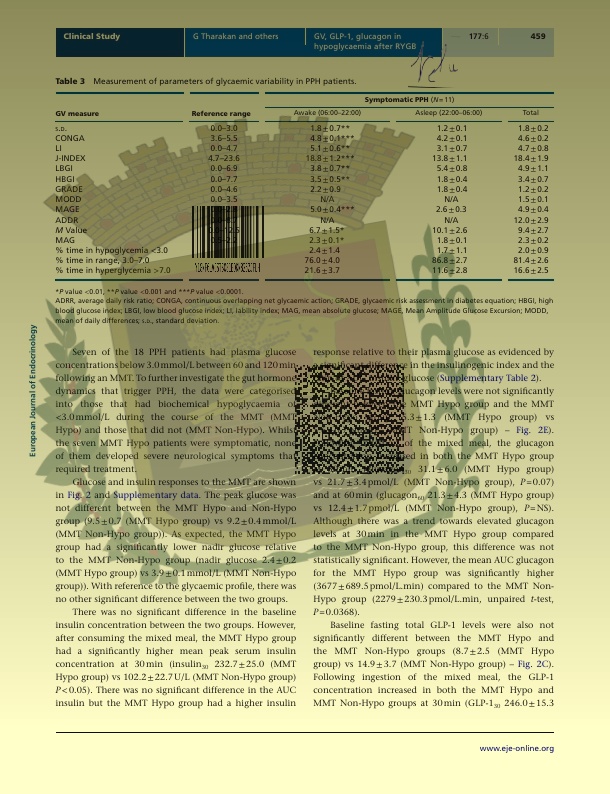 Clinical Study
G Tharakan and others
GV, GLP-1, glucagon in
hypoglycaemia after RYGB
177:6
459
Table 3 Measurement of parameters of glycaemic variability in PPH patients.
Symptomatic PPH (N=11)
GV measure Reference range Awake (06:00–22:00) Asleep (22:00–06:00) Total
S.D. 0.0–3.0 1.8±0.7** 1.2±0.1 1.8±0.2
CONGA 3.6–5.5 4.8±0.1*** 4.2±0.1 4.6±0.2
LI 0.0–4.7 5.1±0.6** 3.1±0.7 4.7±0.8
J-INDEX 4.7–23.6 18.8±1.2*** 13.8±1.1 18.4±1.9
LBGI 0.0–6.9 3.8±0.7** 5.4±0.8 4.9±1.1
HBGI 0.0–7.7 3.5±0.5** 1.8±0.4 3.4±0.7
GRADE 0.0–4.6 2.2±0.9 1.8±0.4 1.2±0.2
MODD 0.0–3.5 N/A N/A 1.5±0.1
MAGE 5.0±0.4*** 2.6±0.3 4.9±0.4
ADDR N/A N/A 12.0±2.9
M Value 6.7±1.5* 10.1±2.6 9.4±2.7
MAG 2.3±0.1* 1.8±0.1 2.3±0.2
% time in hypoglycemia <3.0 2.4±1.4 1.7±1.1 2.0±0.9
% time in range, 3.0–7.0 76.0±4.0 86.8±2.7 81.4±2.6
% time in hyperglycemia >7.0 21.6±3.7 11.6±2.8 16.6±2.5
*P value <0.01, **P value <0.001 and ***P value <0.0001.
ADRR, average daily risk ratio; CONGA, continuous overlapping net glycaemic action; GRADE, glycaemic risk assessment in diabetes equation; HBGI, high
blood glucose index; LBGI, low blood glucose index; LI, lability index; MAG, mean absolute glucose; MAGE, Mean Amplitude Glucose Excursion; MODD,
mean of daily differences; S.D., standard deviation.
European Journal of Endocrinology
Seven of the 18 PPH patients had plasma glucose
concentrations below 3.0 mmol/L between 60 and 120 min
following an MMT. To further investigate the gut hormone
dynamics that trigger PPH, the data were categorised
into those that had biochemical hypoglycaemia of
<3.0 mmol/L during the course of the MMT (MMT
Hypo) and those that did not (MMT Non-Hypo). Whilst
the seven MMT Hypo patients were symptomatic, none
of them developed severe neurological symptoms that
required treatment.
Glucose and insulin responses to the MMT are shown
in Fig. 2 and Supplementary data. The peak glucose was
not different between the MMT Hypo and Non-Hypo
group (9.5±0.7 (MMT Hypo group) vs 9.2±0.4 mmol/L
(MMT Non-Hypo group)). As expected, the MMT Hypo
group had a significantly lower nadir glucose relative
to the MMT Non-Hypo group (nadir glucose 2.4±0.2
(MMT Hypo group) vs 3.9±0.1 mmol/L (MMT Non-Hypo
group)). With reference to the glycaemic profile, there was
no other significant difference between the two groups.
There was no significant difference in the baseline
insulin concentration between the two groups. However,
after consuming the mixed meal, the MMT Hypo group
had a significantly higher mean peak serum insulin
concentration at 30 min (insulin30 232.7±25.0 (MMT
Hypo group) vs 102.2±22.7 U/L (MMT Non-Hypo group)
P<0.05). There was no significant difference in the AUC
insulin but the MMT Hypo group had a higher insulin
response relative to their plasma glucose as evidenced by
significant difference in the insulinogenic index and the
glucose (Supplementary Table 2).
glucagon levels were not significantly
MMT Hypo group and the MMT
5.3±1.3 (MMT Hypo group) vs
(MMT Non-Hypo group) – Fig. 2E).
of the mixed meal, the glucagon
in both the MMT Hypo group
31.1±6.0 (MMT Hypo group)
vs 21.7±3.4 pmol/L (MMT Non-Hypo group), P=0.07)
and at 60 min (glucagon60 21.3±4.3 (MMT Hypo group)
vs 12.4±1.7 pmol/L (MMT Non-Hypo group), P=NS).
Although there was a trend towards elevated glucagon
levels at 30 min in the MMT Hypo group compared
to the MMT Non-Hypo group, this difference was not
statistically significant. However, the mean AUC glucagon
for the MMT Hypo group was significantly higher
(3677±689.5 pmol/L.min) compared to the MMT Non-
Hypo group (2279±230.3 pmol/L.min, unpaired t-test,
P=0.0368).
Baseline fasting total GLP-1 levels were also not
significantly different between the MMT Hypo and
the MMT Non-Hypo groups (8.7±2.5 (MMT Hypo
group) vs 14.9±3.7 (MMT Non-Hypo group) – Fig. 2C).
Following ingestion of the mixed meal, the GLP-1
concentration increased in both the MMT Hypo and
MMT Non-Hypo groups at 30 min (GLP-130 246.0±15.3
www.eje-online.org